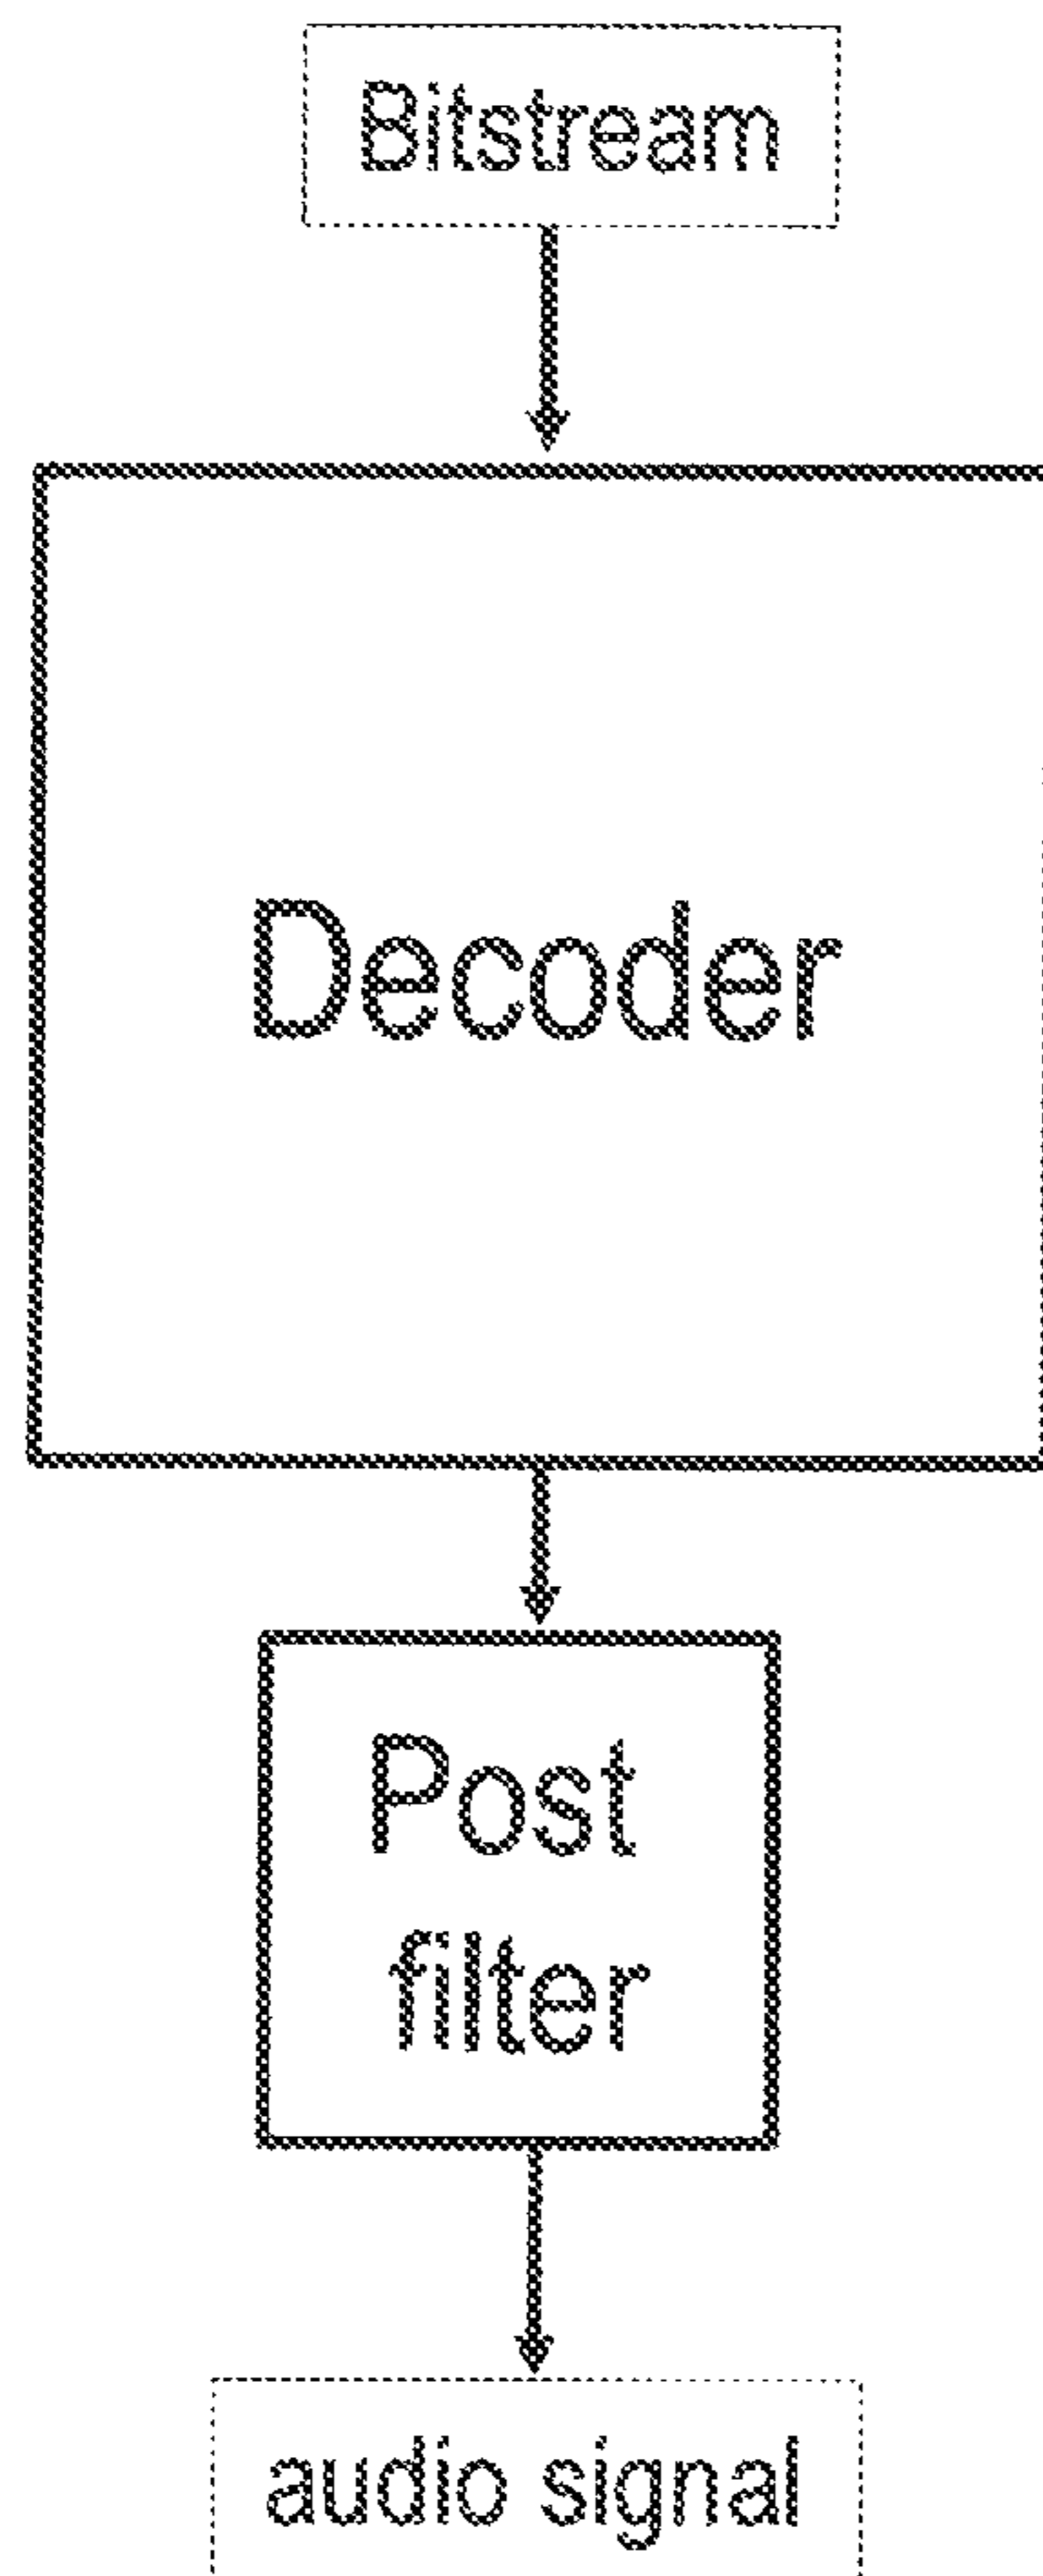 Bitstream
Decoder
Post
filter
audio signal